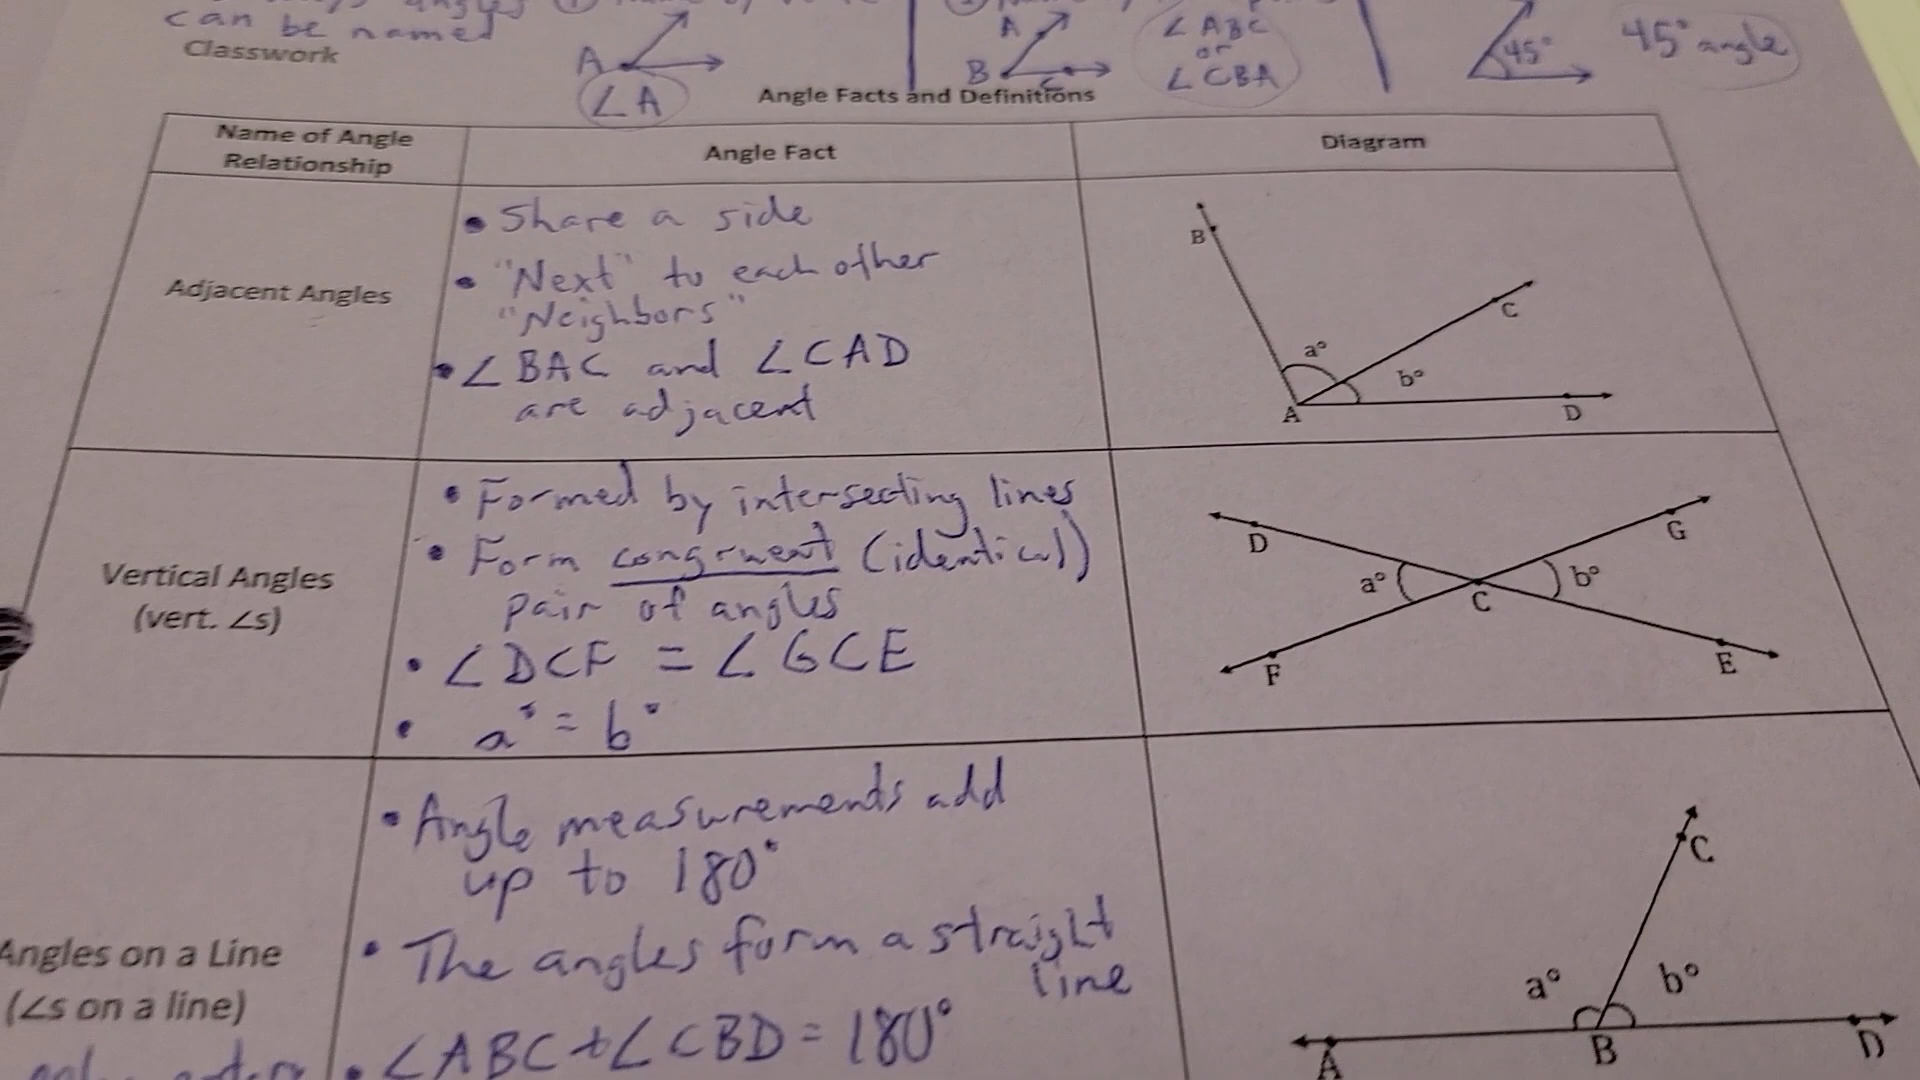 can be named
Classwork
A
∠A
A
B
C
∠ABC
or
∠CBA
45°
45° angle
Angle Facts and Definitions
Name of Angle
Relationship
Angle Fact
Diagram
Adjacent Angles
• Share a side
• "Next" to each other
"Neighbors"
• ∠BAC and ∠CAD
are adjacent
B
C
a°
b°
A
D
Vertical Angles
(vert. ∠s)
• Formed by intersecting lines
• Form congruent (identical)
pair of angles
• ∠DCF = ∠GCE
• a° = b°
D
G
a°
b°
C
F
E
Angles on a Line
(∠s on a line)
• Angle measurements add
up to 180°
• The angles form a straight
line
• ∠ABC + ∠CBD = 180°
C
a°
b°
A
B
D